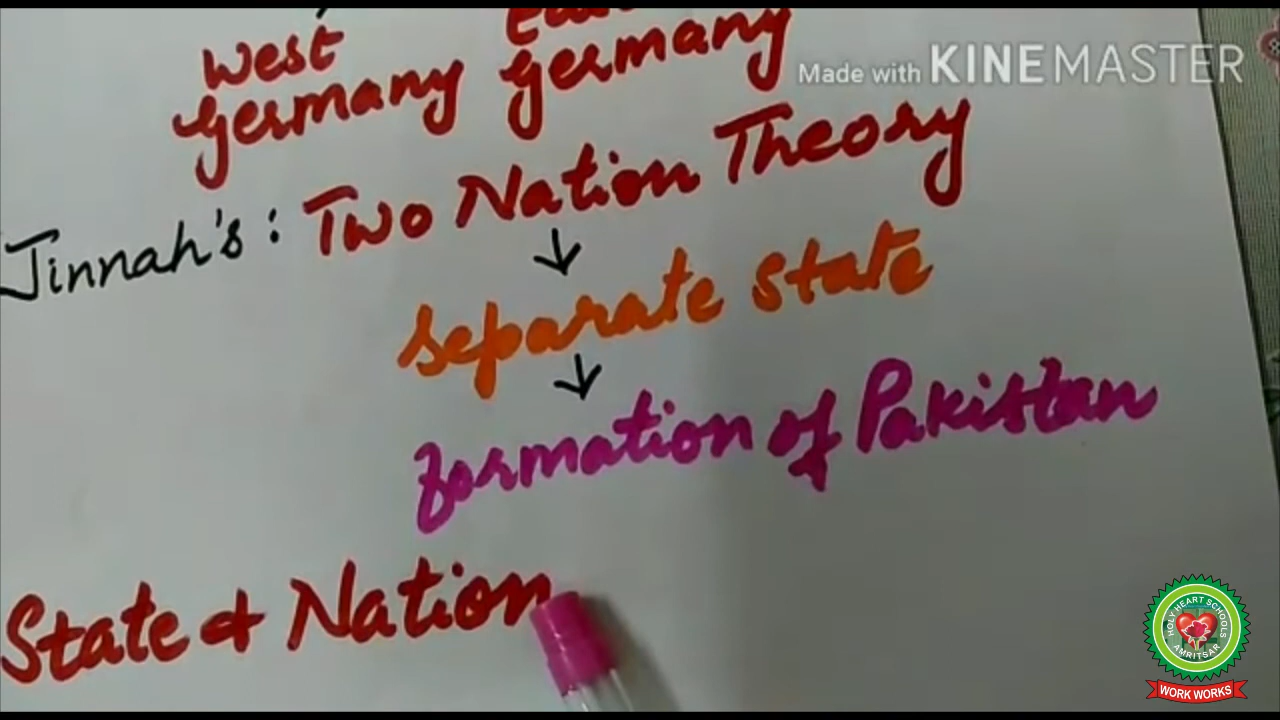 West East
Germany Germany
Made with KINEMASTER
Jinnah's : Two Nation Theory
separate state
formation of Pakistan
State & Nation
HOLY HEART SCHOOLS
AMRITSAR
WORK WORKS